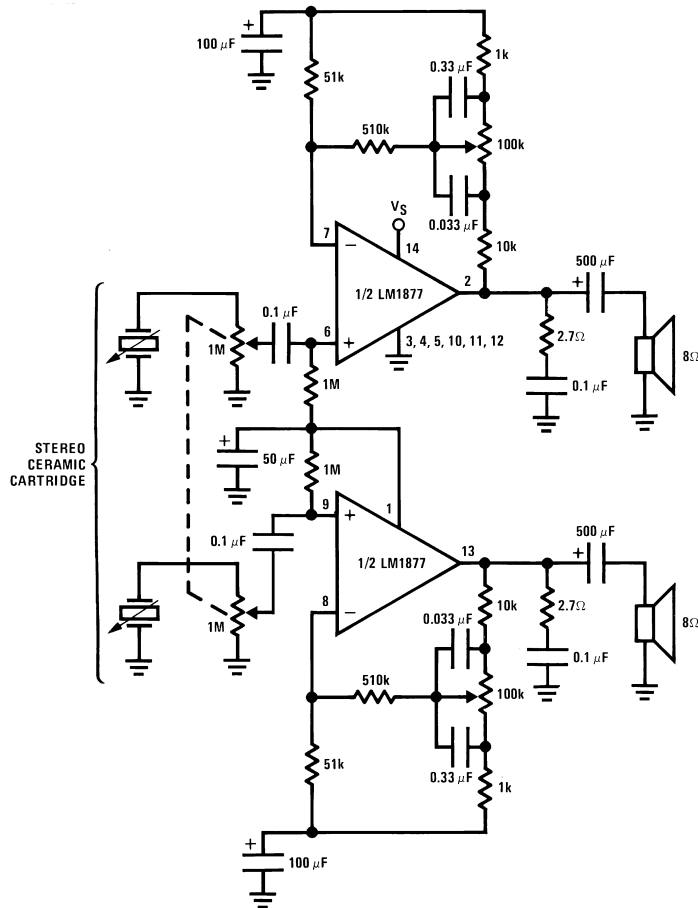 +
100 μF
51k
0.33 μF
1k
510k
100k
0.033 μF
10k
VS
7
−
14
1/2 LM1877
2
+
500 μF
6
+
3, 4, 5, 10, 11, 12
0.1 μF
1M
2.7Ω
0.1 μF
8Ω
1M
+
50 μF
1M
STEREO
CERAMIC
CARTRIDGE
9
+
1
0.1 μF
1/2 LM1877
13
+
500 μF
8
−
1M
10k
2.7Ω
0.1 μF
8Ω
0.033 μF
510k
100k
51k
0.33 μF
1k
+
100 μF